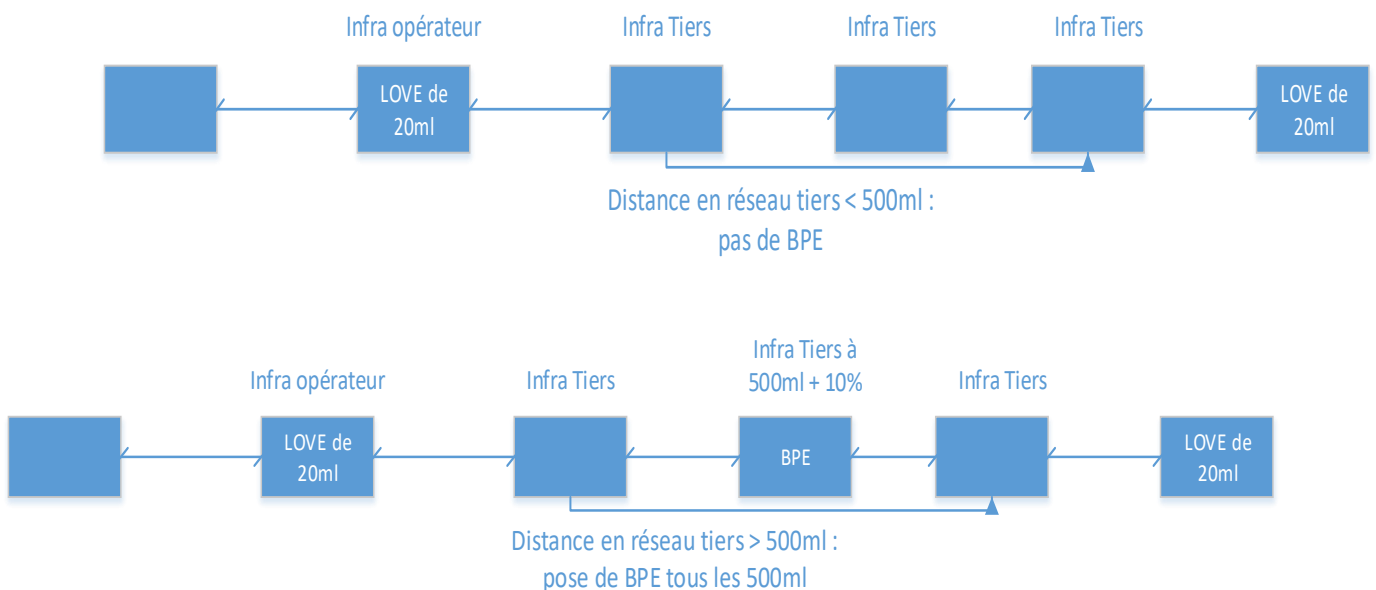 Infra opérateur
Infra Tiers
Infra Tiers
Infra Tiers
LOVE de
20ml
LOVE de
20ml
Distance en réseau tiers < 500ml :
pas de BPE
Infra Tiers à
500ml + 10%
Infra opérateur
Infra Tiers
Infra Tiers
LOVE de
20ml
BPE
LOVE de
20ml
Distance en réseau tiers > 500ml :
pose de BPE tous les 500ml